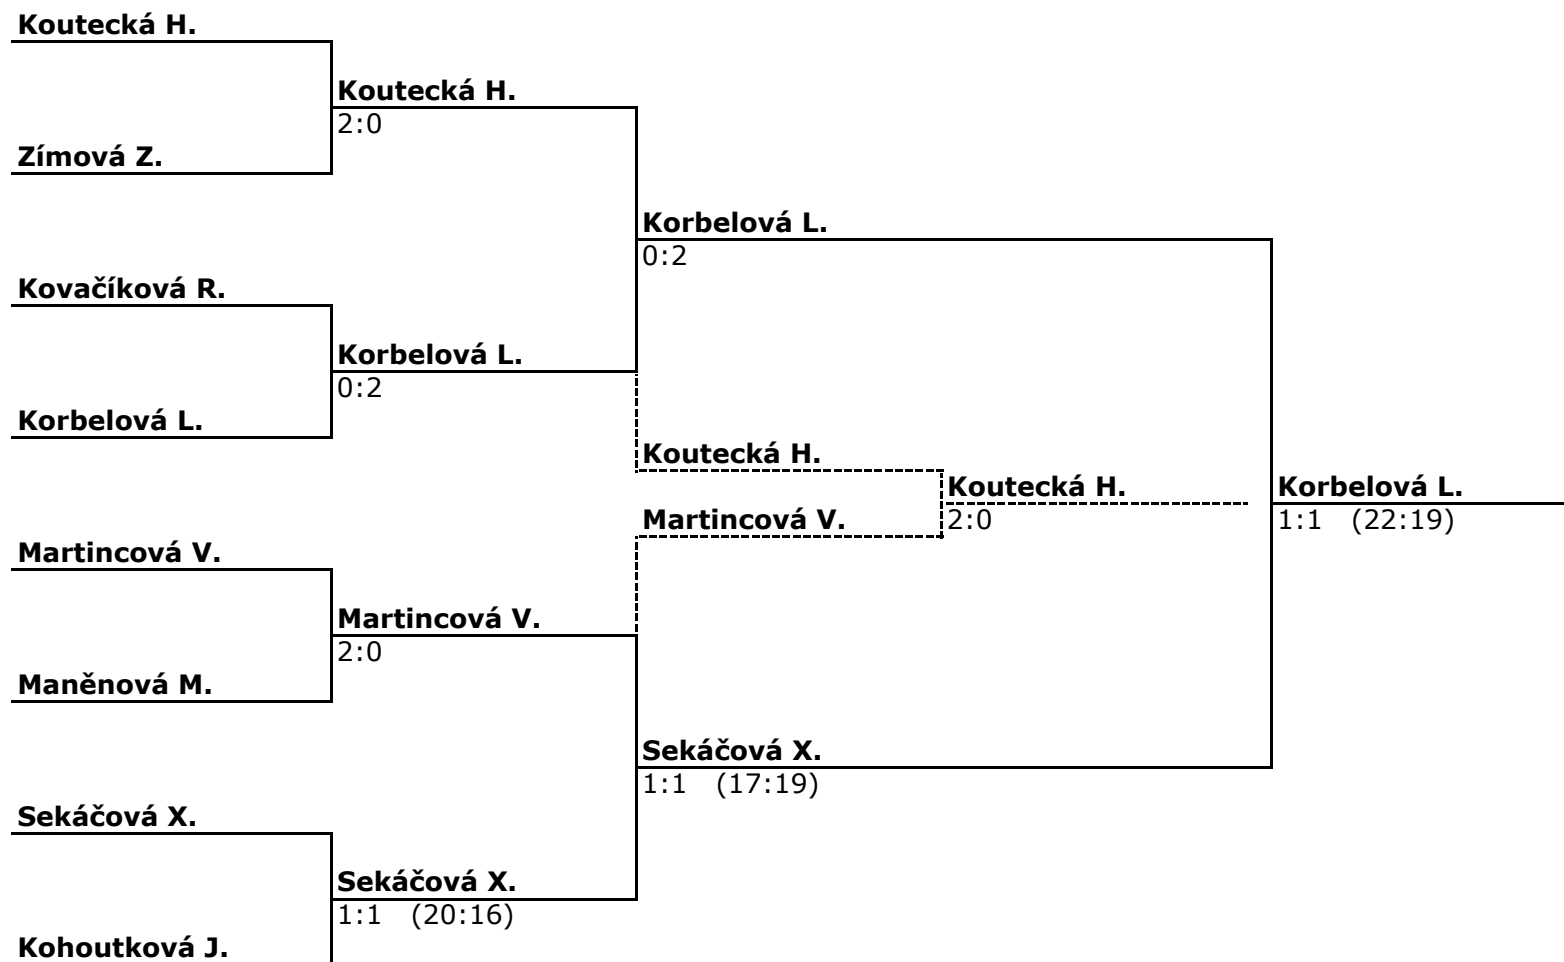 Koutecká H.
Koutecká H.
2:0
Zímová Z.
Korbelová L.
0:2
Kovačíková R.
Korbelová L.
0:2
Korbelová L.
Koutecká H.
Koutecká H.
Korbelová L.
Martincová V.
2:0
1:1 (22:19)
Martincová V.
Martincová V.
2:0
Maněnová M.
Sekáčová X.
1:1 (17:19)
Sekáčová X.
Sekáčová X.
1:1 (20:16)
Kohoutková J.